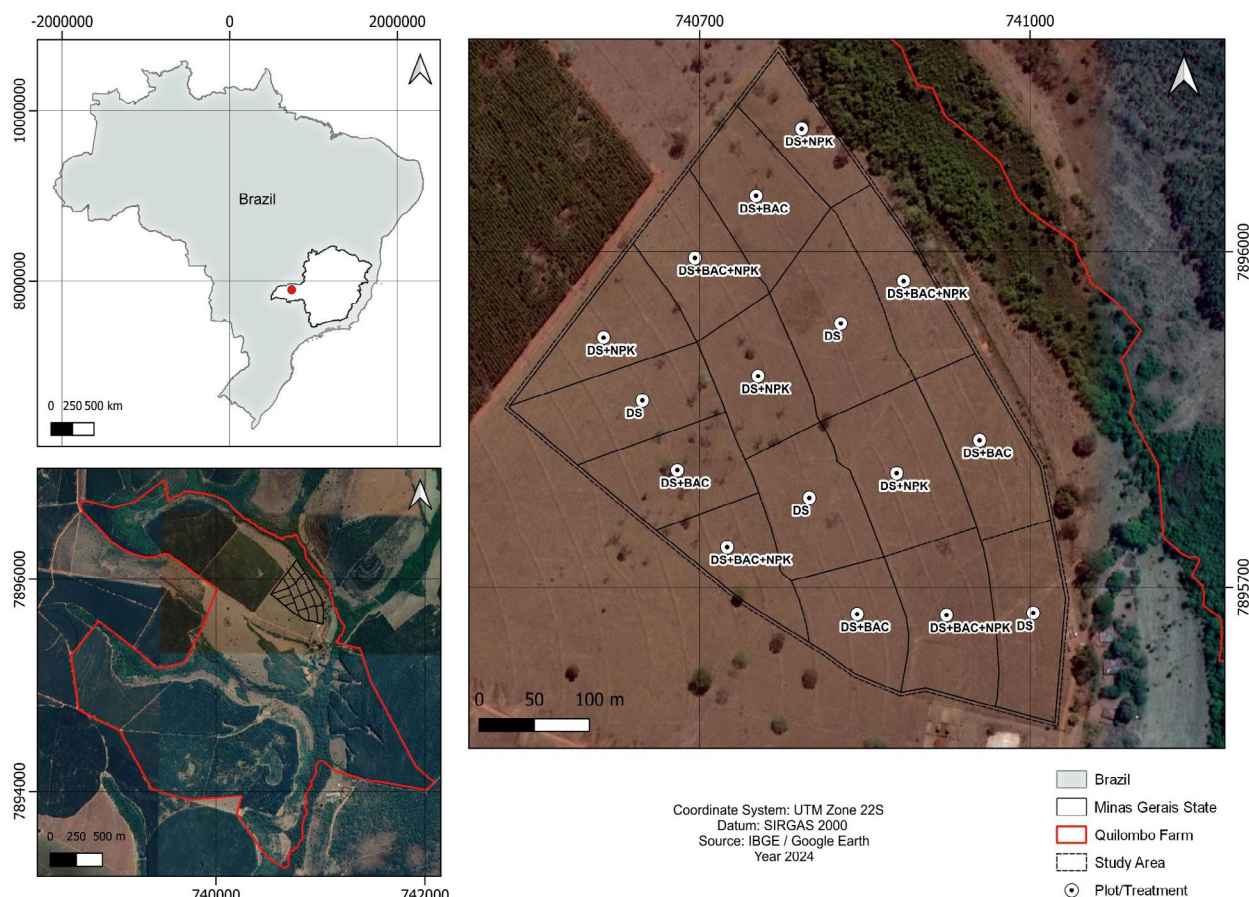 -2000000
0
2000000
10000000
8000000
Brazil
0 250 500 km
740700
741000
7896000
7895700
DS+NPK
DS+BAC
DS+BAC+NPK
DS+BAC+NPK
DS
DS+NPK
DS+NPK
DS
DS+BAC
DS+BAC
DS+NPK
DS
DS+BAC+NPK
DS+BAC
DS+BAC+NPK
DS
0 50 100 m
7896000
7894000
0 250 500 m
740000
742000
Coordinate System: UTM Zone 22S
Datum: SIRGAS 2000
Source: IBGE / Google Earth
Year 2024
Brazil
Minas Gerais State
Quilombo Farm
Study Area
Plot/Treatment